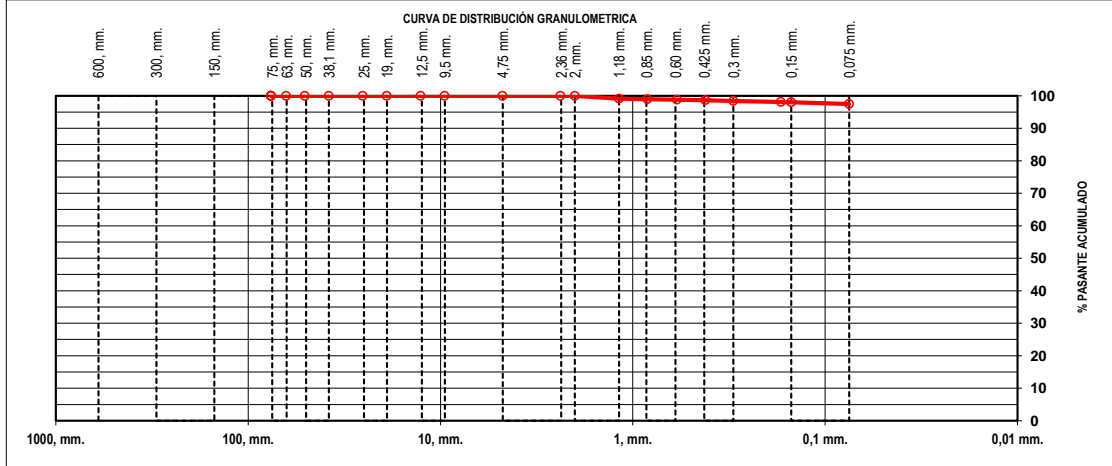 CURVA DE DISTRIBUCIÓN GRANULOMETRICA
600, mm.
300, mm.
150, mm.
75, mm.
63, mm.
50, mm.
38,1 mm.
25, mm.
19, mm.
12,5 mm.
9,5 mm.
4,75 mm.
2,36 mm.
2, mm.
1,18 mm.
0,85 mm.
0,60 mm.
0,425 mm.
0,3 mm.
0,15 mm.
0,075 mm.
100
90
80
70
60
50
40
30
20
10
0
% PASANTE ACUMULADO
1000, mm.
100, mm.
10, mm.
1, mm.
0,1 mm.
0,01 mm.